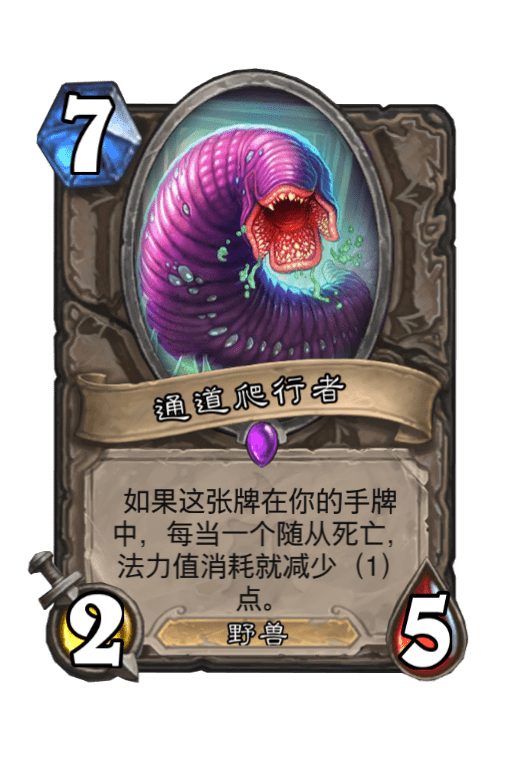 7
通道爬行者
如果这张牌在你的手牌
中，每当一个随从死亡，
法力值消耗就减少（1）
点。
2
野兽
5